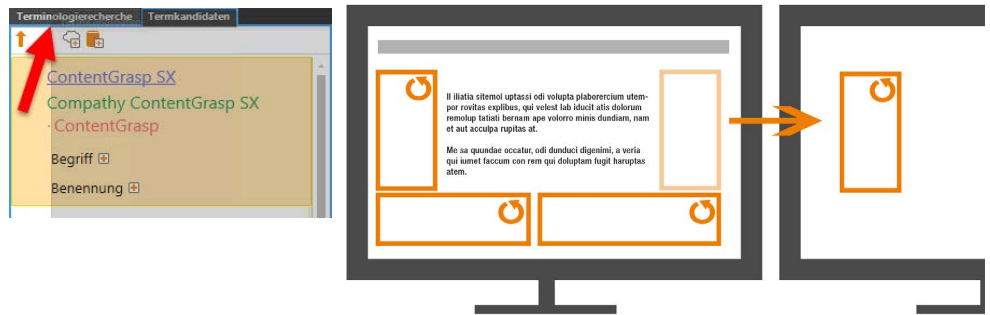 Terminologierecherche Termkandidaten
ContentGrasp SX
Compathy ContentGrasp SX
· ContentGrasp
Begriff
Benennung
Il iliatia sitemol uptassi odi volupta plaborercium utem-
por rovitas explibus, qui velest lab iducit atis dolorum
remolup tatiati bernam ape volorro minis dundiam, nam
et aut acculpa rupitas at.
Me sa quundae occatur, odi dunduci digenimi, a veria
qui iumet faccum con rem qui doluptam fugit haruptas
atem.